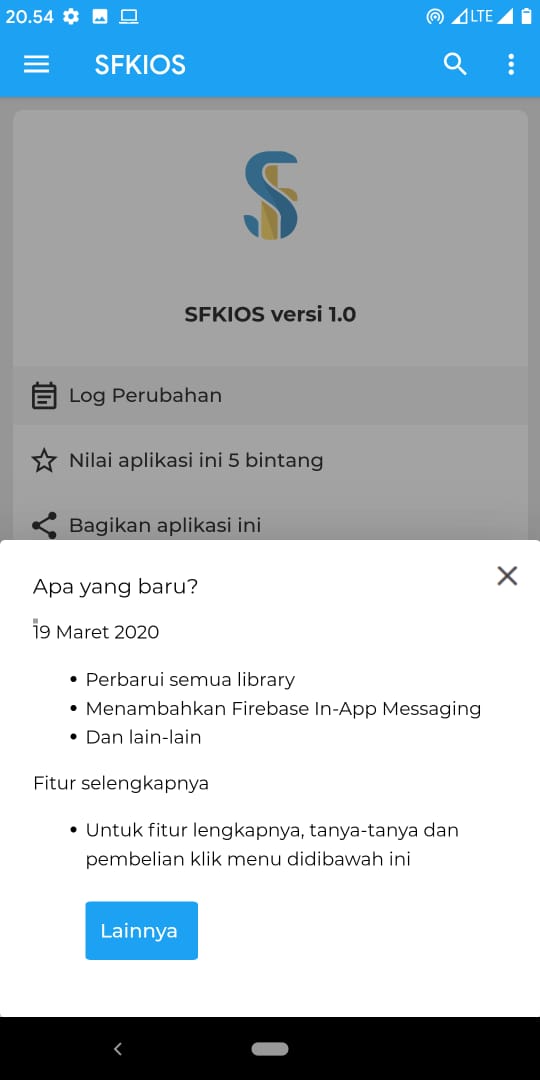 20.54
LTE
SFKIOS
SFKIOS versi 1.0
Log Perubahan
Nilai aplikasi ini 5 bintang
Bagikan aplikasi ini
Apa yang baru?
19 Maret 2020
• Perbarui semua library
• Menambahkan Firebase In-App Messaging
• Dan lain-lain
Fitur selengkapnya
• Untuk fitur lengkapnya, tanya-tanya dan
pembelian klik menu didibawah ini
Lainnya